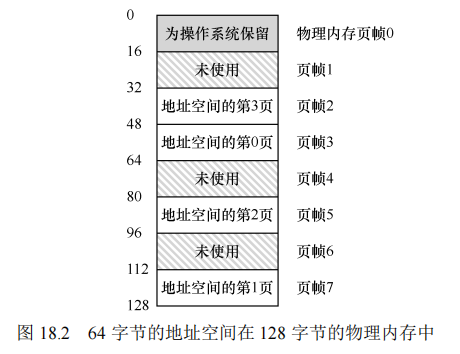 0
为操作系统保留 物理内存页帧0
16
未使用 页帧1
32
地址空间的第3页 页帧2
48
地址空间的第0页 页帧3
64
未使用 页帧4
80
地址空间的第2页 页帧5
96
未使用 页帧6
112
地址空间的第1页 页帧7
128
图 18.2 64 字节的地址空间在 128 字节的物理内存中